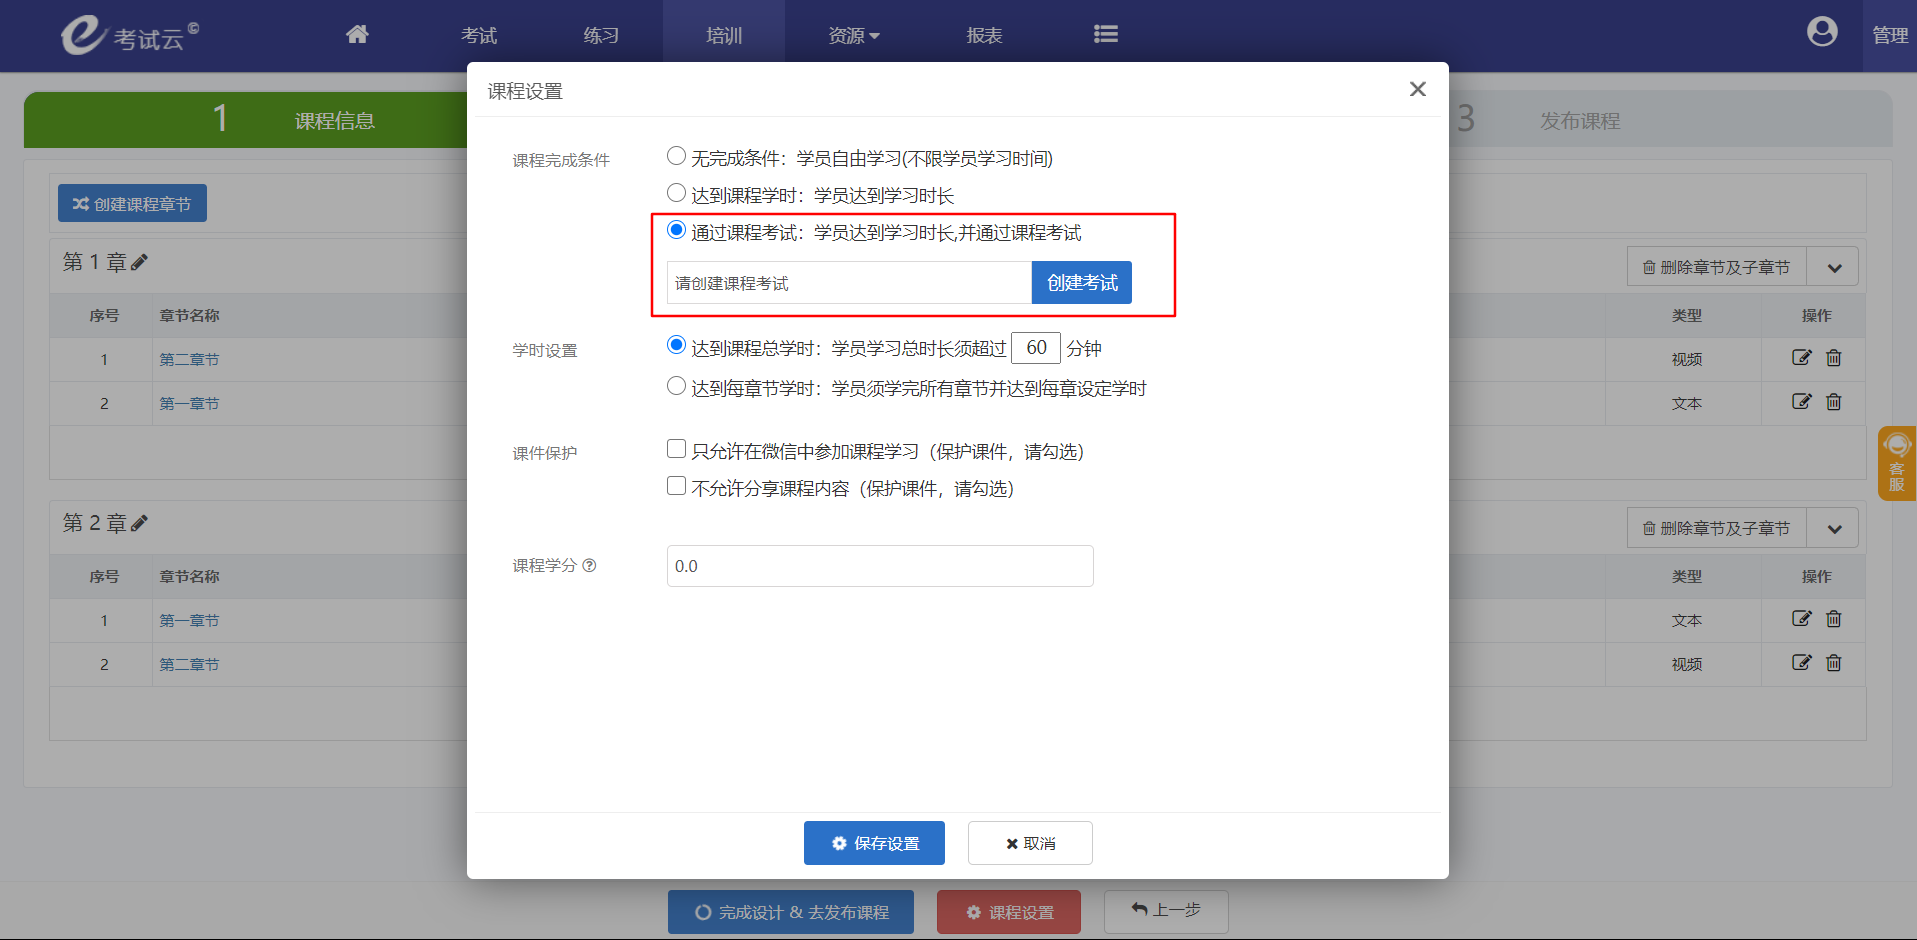 考试云©
考试
练习
培训
资源
报表
管理
1 课程信息
3 发布课程
创建课程章节
第 1 章
删除章节及子章节
序号 章节名称 类型 操作
1 第二章节 视频
2 第一章节 文本
第 2 章
删除章节及子章节
序号 章节名称 类型 操作
1 第一章节 文本
2 第二章节 视频
课程设置
课程完成条件
无完成条件：学员自由学习(不限学员学习时间)
达到课程学时：学员达到学习时长
通过课程考试：学员达到学习时长,并通过课程考试
请创建课程考试 创建考试
学时设置
达到课程总学时：学员学习总时长须超过 60 分钟
达到每章节学时：学员须学完所有章节并达到每章设定学时
课件保护
只允许在微信中参加课程学习（保护课件，请勾选）
不允许分享课程内容（保护课件，请勾选）
课程学分
0.0
保存设置
取消
完成设计 & 去发布课程
课程设置
上一步
客服